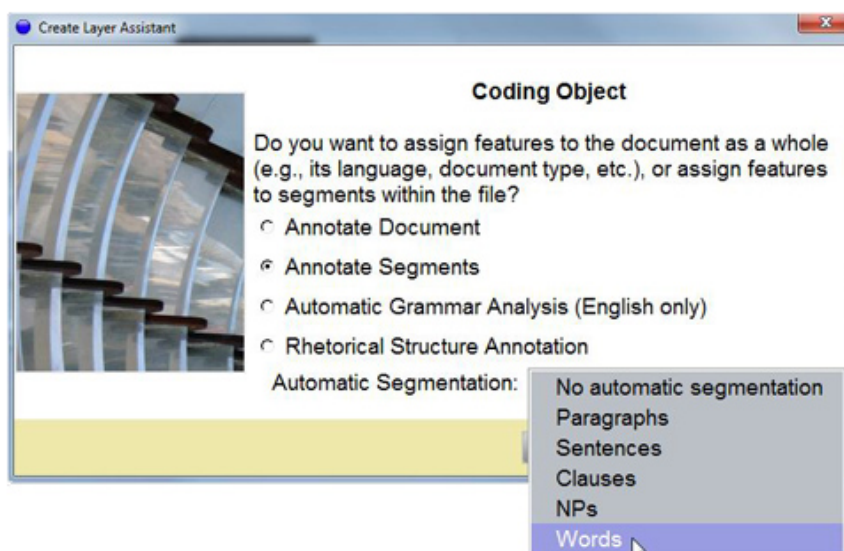 Create Layer Assistant
x
Coding Object
Do you want to assign features to the document as a whole
(e.g., its language, document type, etc.), or assign features
to segments within the file?
Annotate Document
Annotate Segments
Automatic Grammar Analysis (English only)
Rhetorical Structure Annotation
Automatic Segmentation:
No automatic segmentation
Paragraphs
Sentences
Clauses
NPs
Words